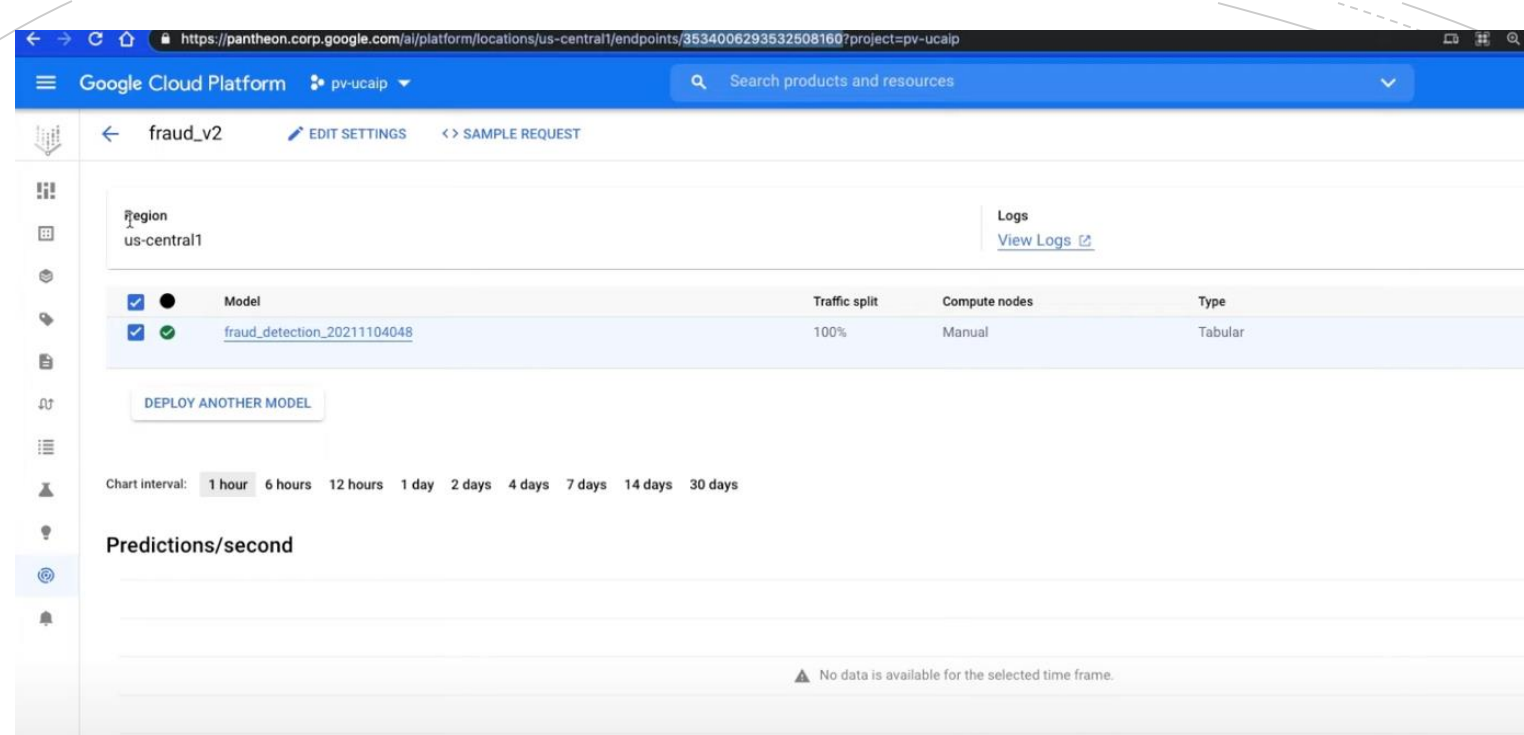 https://pantheon.corp.google.com/ai/platform/locations/us-central1/endpoints/3534006293532508160?project=pv-ucaip
Google Cloud Platform pv-ucaip Search products and resources
fraud_v2 EDIT SETTINGS <> SAMPLE REQUEST
Region Logs
us-central1 View Logs
Model Traffic split Compute nodes Type
fraud_detection_20211104048 100% Manual Tabular
DEPLOY ANOTHER MODEL
Chart interval: 1 hour 6 hours 12 hours 1 day 2 days 4 days 7 days 14 days 30 days
Predictions/second
No data is available for the selected time frame.